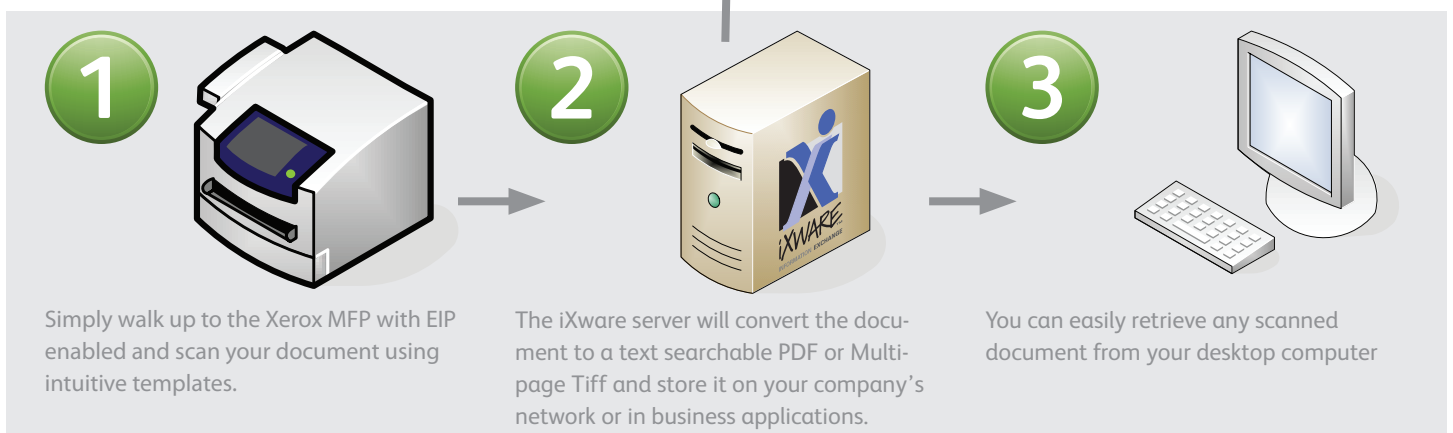 1
2
3
iXWARE
INFORMATION EXCHANGE
Simply walk up to the Xerox MFP with EIP
enabled and scan your document using
intuitive templates.
The iXware server will convert the docu-
ment to a text searchable PDF or Multi-
page Tiff and store it on your company's
network or in business applications.
You can easily retrieve any scanned
document from your desktop computer